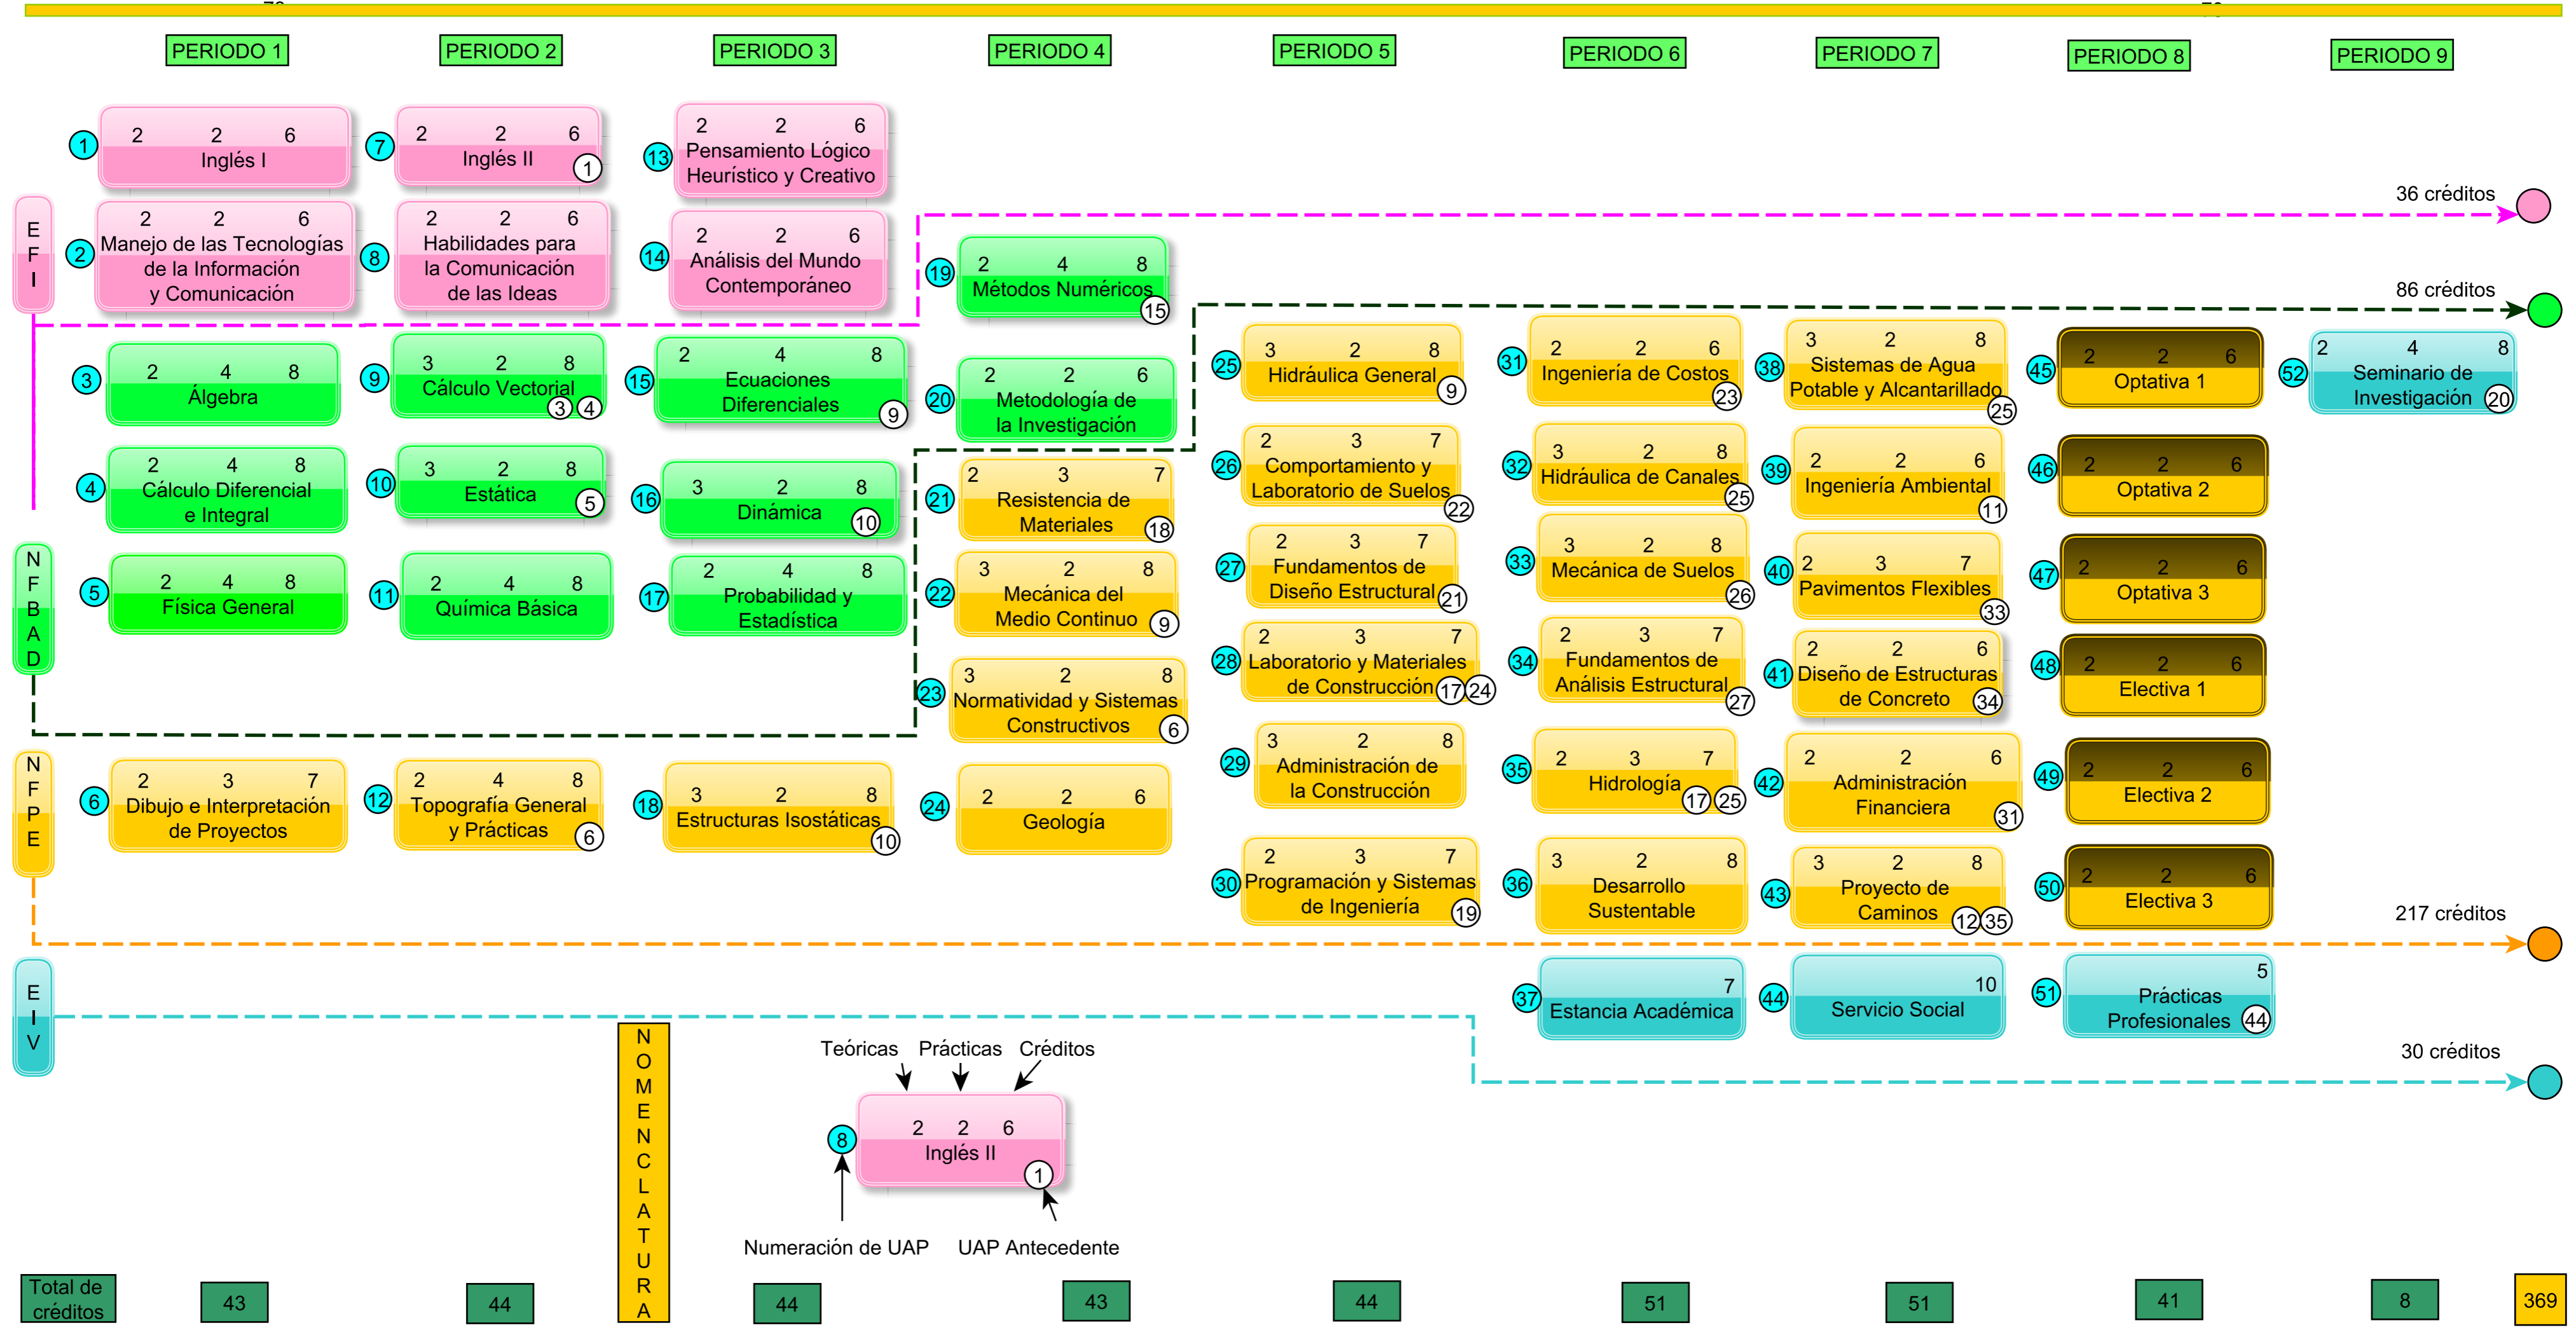 PERIODO 1
PERIODO 2
PERIODO 3
PERIODO 4
PERIODO 5
PERIODO 6
PERIODO 7
PERIODO 8
PERIODO 9
E
F
I
1
2 2 6
Inglés I
2
2 2 6
Manejo de las Tecnologías
de la Información
y Comunicación
3
2 4 8
Álgebra
4
2 4 8
Cálculo Diferencial
e Integral
N
F
B
A
D
5
2 4 8
Física General
N
F
P
E
6
2 3 7
Dibujo e Interpretación
de Proyectos
7
2 2 6
Inglés II
1
8
2 2 6
Habilidades para
la Comunicación
de las Ideas
9
3 2 8
Cálculo Vectorial
3 4
10
3 2 8
Estática
5
11
2 4 8
Química Básica
12
2 4 8
Topografía General
y Prácticas
6
13
2 2 6
Pensamiento Lógico
Heurístico y Creativo
14
2 2 6
Análisis del Mundo
Contemporáneo
15
2 4 8
Ecuaciones
Diferenciales
9
16
3 2 8
Dinámica
10
17
2 4 8
Probabilidad y
Estadística
18
3 2 8
Estructuras Isostáticas
10
19
2 4 8
Métodos Numéricos
15
20
2 2 6
Metodología de
la Investigación
21
2 3 7
Resistencia de
Materiales
18
22
3 2 8
Mecánica del
Medio Continuo
9
23
3 2 8
Normatividad y Sistemas
Constructivos
6
24
2 2 6
Geología
25
3 2 8
Hidráulica General
9
26
2 3 7
Comportamiento y
Laboratorio de Suelos
22
27
2 3 7
Fundamentos de
Diseño Estructural
21
28
2 3 7
Laboratorio y Materiales
de Construcción
17 24
29
3 2 8
Administración de
la Construcción
30
2 3 7
Programación y Sistemas
de Ingeniería
19
31
2 2 6
Ingeniería de Costos
23
32
3 2 8
Hidráulica de Canales
25
33
3 2 8
Mecánica de Suelos
26
34
2 3 7
Fundamentos de
Análisis Estructural
27
35
2 3 7
Hidrología
17 25
36
3 2 8
Desarrollo
Sustentable
37
7
Estancia Académica
38
3 2 8
Sistemas de Agua
Potable y Alcantarillado
25
39
2 2 6
Ingeniería Ambiental
11
40
2 3 7
Pavimentos Flexibles
33
41
2 2 6
Diseño de Estructuras
de Concreto
34
42
2 2 6
Administración
Financiera
31
43
3 2 8
Proyecto de
Caminos
12 35
44
10
Servicio Social
45
2 2 6
Optativa 1
46
2 2 6
Optativa 2
47
2 2 6
Optativa 3
48
2 2 6
Electiva 1
49
2 2 6
Electiva 2
50
2 2 6
Electiva 3
51
5
Prácticas
Profesionales
44
52
2 4 8
Seminario de
Investigación
20
36 créditos
86 créditos
217 créditos
30 créditos
E
I
V
N
O
M
E
N
C
L
A
T
U
R
A
Teóricas Prácticas Créditos
8
2 2 6
Inglés II
1
Numeración de UAP
UAP Antecedente
Total de
créditos
43
44
44
43
44
51
51
41
8
369